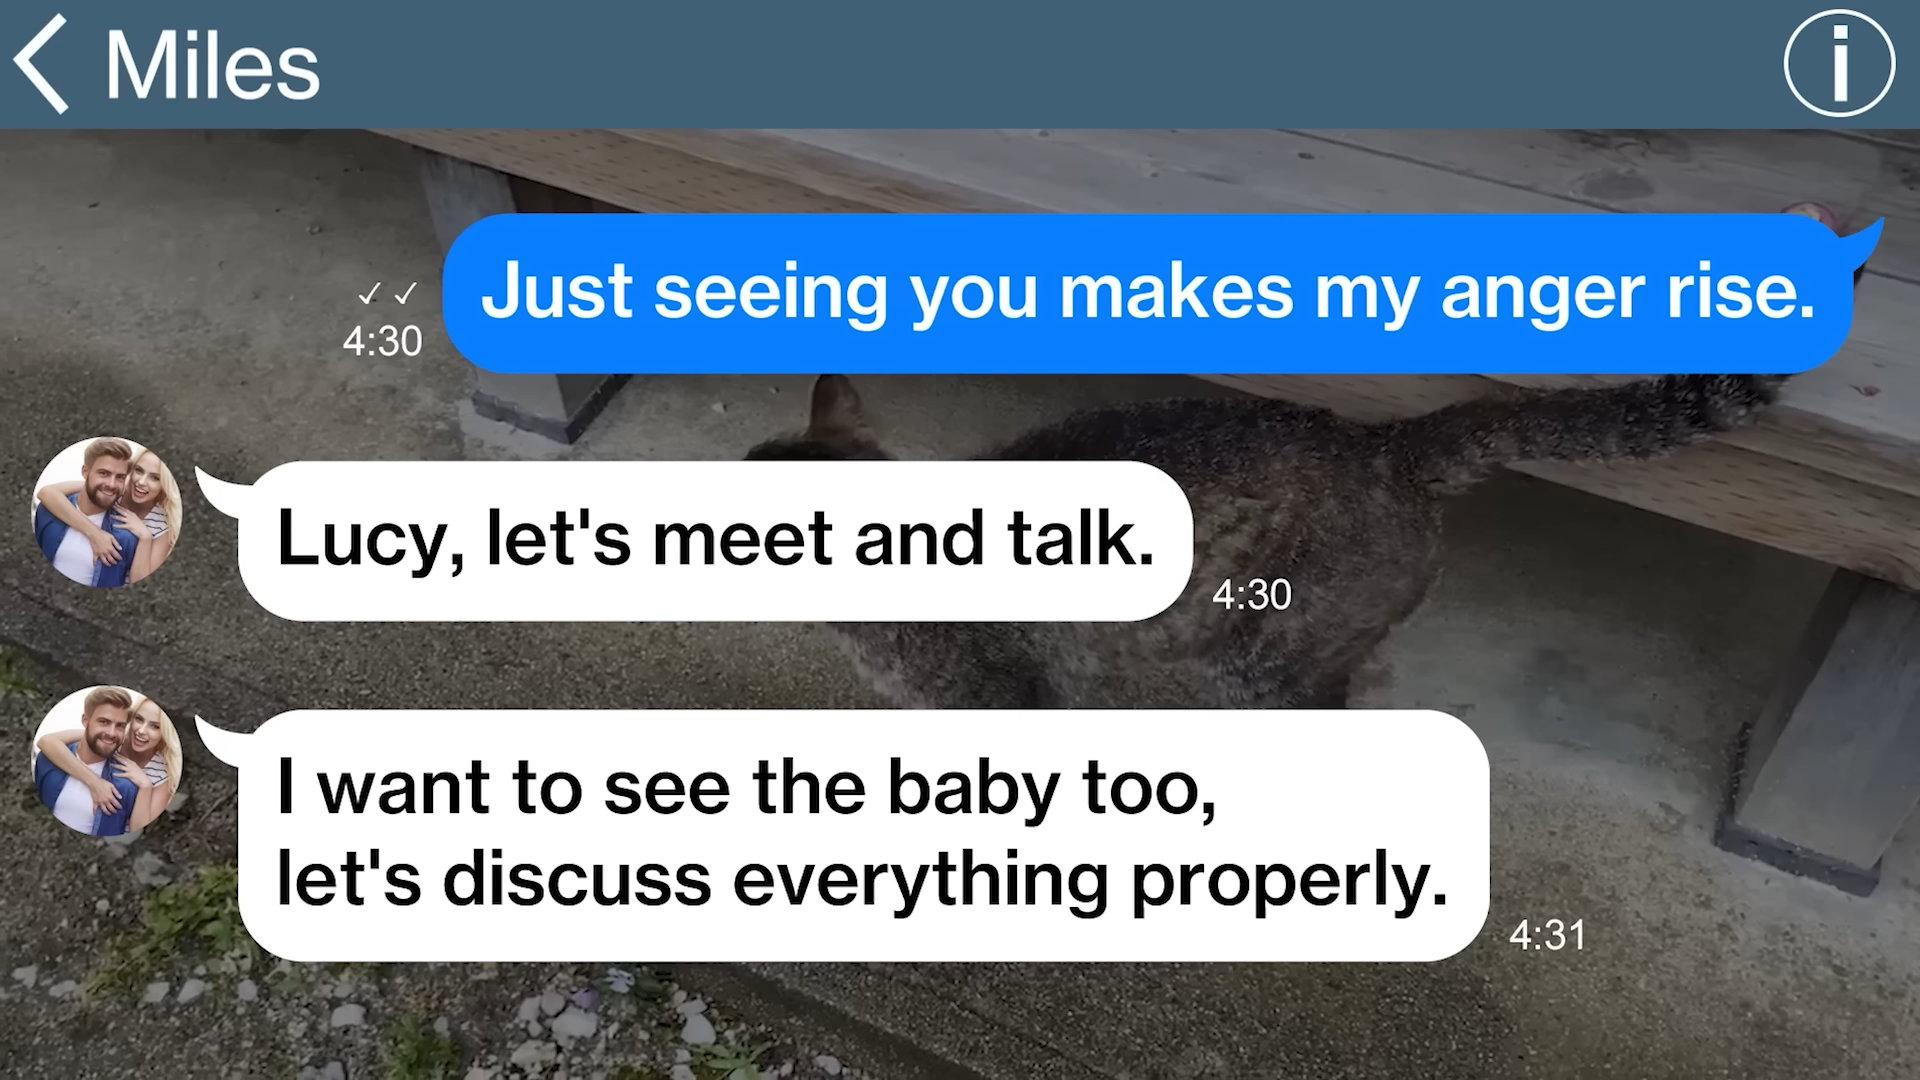 Miles
Just seeing you makes my anger rise.
✓ ✓
4:30
Lucy, let's meet and talk.
4:30
I want to see the baby too,
let's discuss everything properly.
4:31